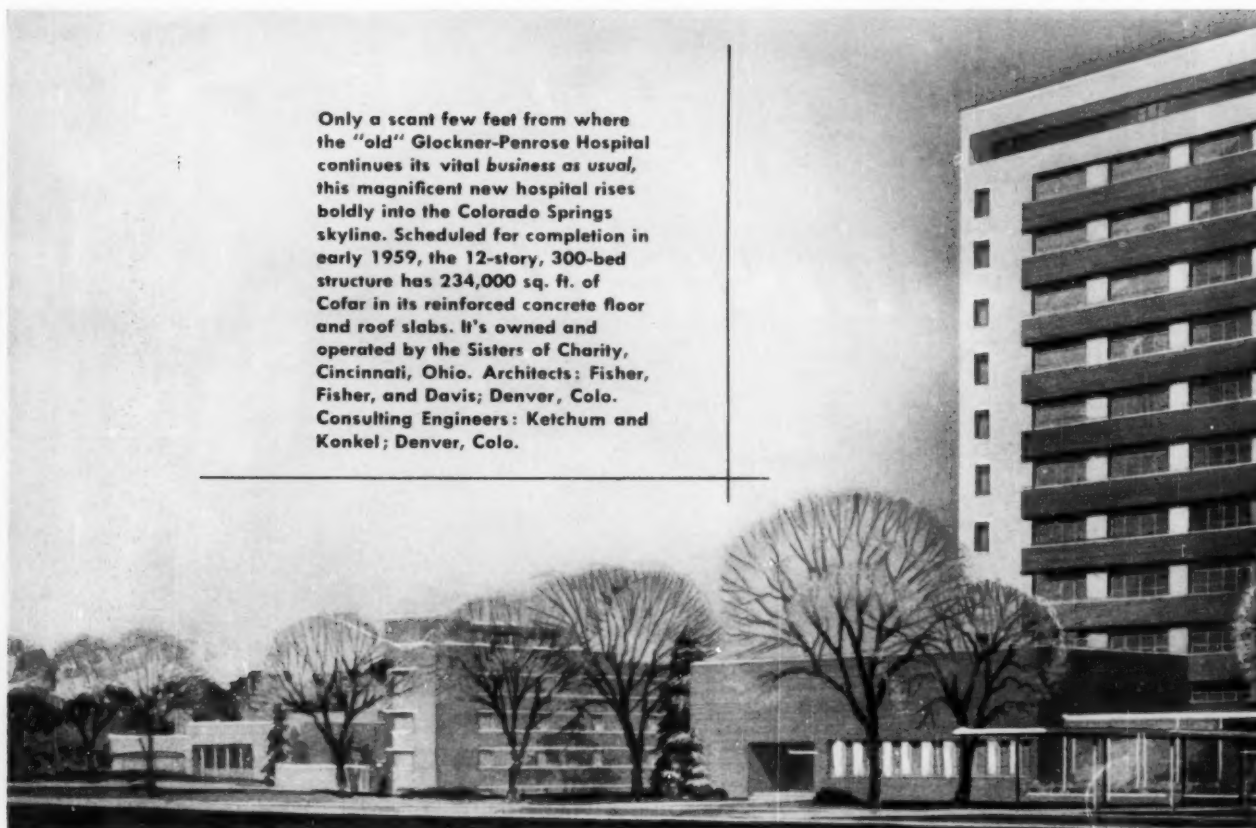 Only a scant few feet from where
the "old" Glockner-Penrose Hospital
continues its vital business as usual,
this magnificent new hospital rises
boldly into the Colorado Springs
skyline. Scheduled for completion in
early 1959, the 12-story, 300-bed
structure has 234,000 sq. ft. of
Cofar in its reinforced concrete floor
and roof slabs. It's owned and
operated by the Sisters of Charity,
Cincinnati, Ohio. Architects: Fisher,
Fisher, and Davis; Denver, Colo.
Consulting Engineers: Ketchum and
Konkel; Denver, Colo.